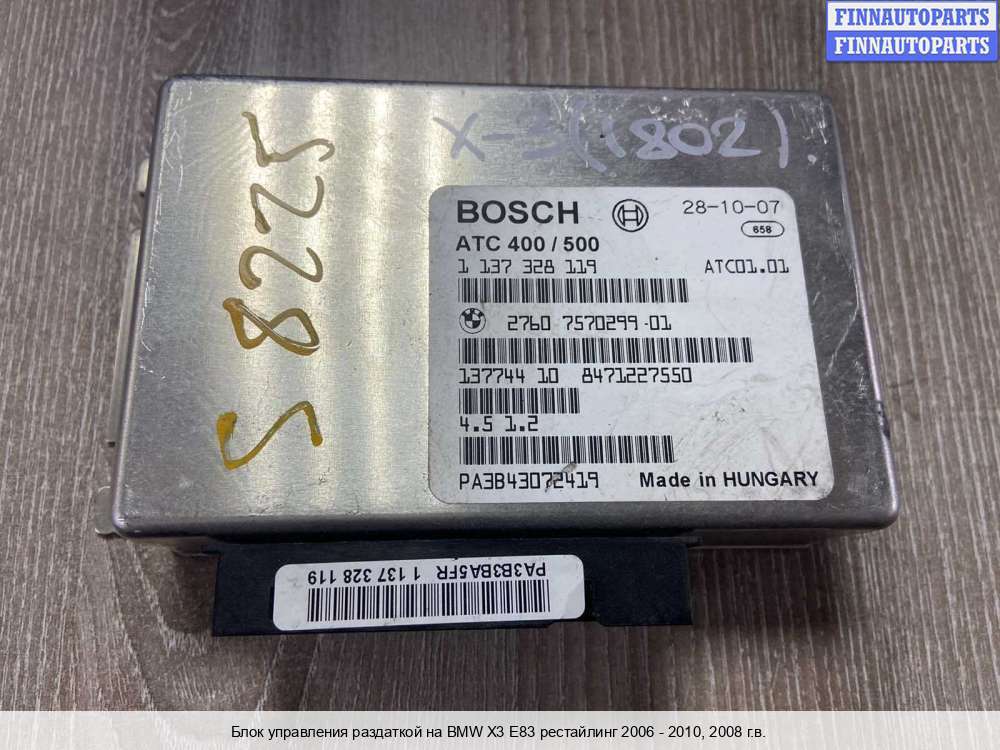 FINNAUTOPARTS
FINNAUTOPARTS
X-3(1802).
S 8225
BOSCH
28-10-07
658
ATC 400 / 500
1 137 328 119 ATC01.01
2760 7570299-01
137744 10 8471227550
4.5 1.2
PA3B43072419 Made in HUNGARY
PA3B3BA5FR 1 137 328 119
Блок управления раздаткой на BMW X3 E83 рестайлинг 2006 - 2010, 2008 г.в.